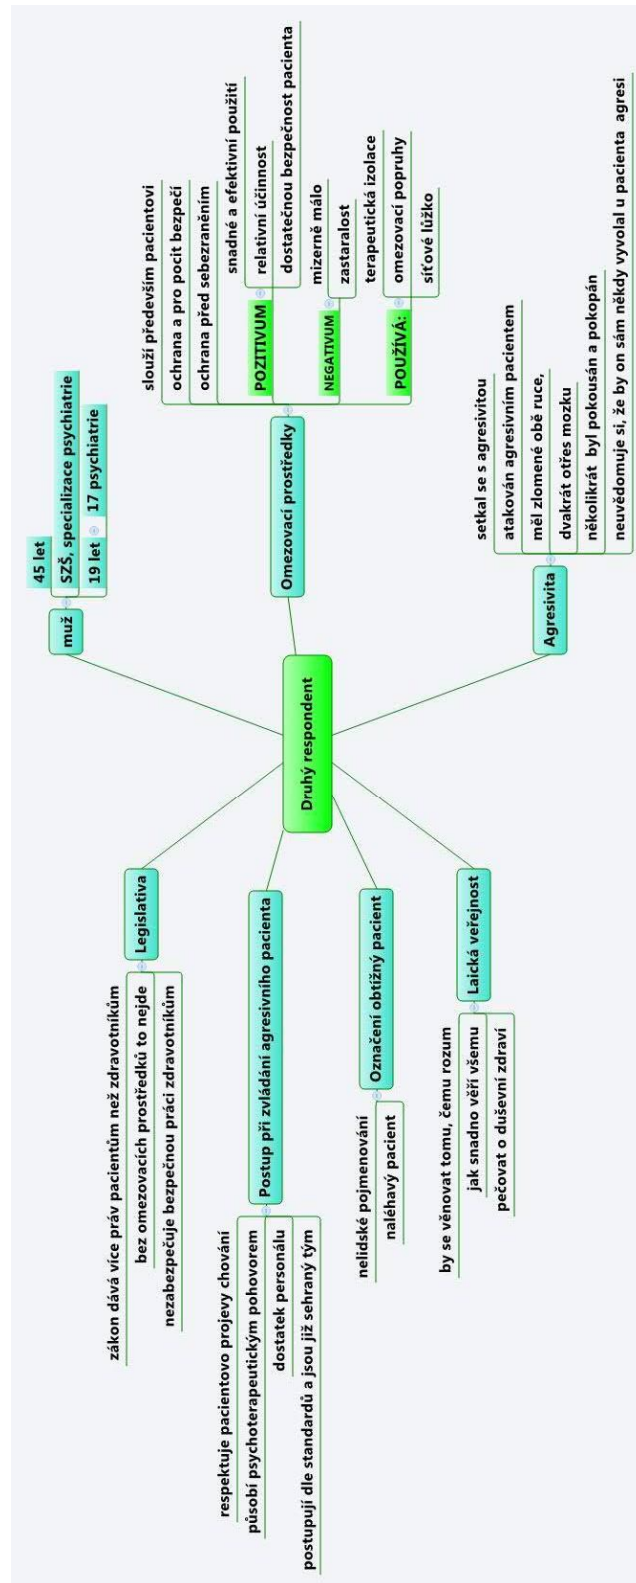 Druhý respondent
muž
45 let
SZŠ, specializace psychiatrie
19 let
17 psychiatrie
Omezovací prostředky
slouží především pacientovi
ochrana a pro pocit bezpečí
ochrana před sebezraněním
POZITIVUM
snadné a efektivní použití
relativní účinnost
dostatečnou bezpečnost pacienta
NEGATIVUM
mizerně málo
zastaralost
POUŽÍVÁ:
terapeutická izolace
omezovací popruhy
síťové lůžko
Agresivita
setkal se s agresivitou
atakován agresivním pacientem
měl zlomené obě ruce,
dvakrát otřes mozku
několikrát byl pokousán a pokopán
neuvědomuje si, že by on sám někdy vyvolal u pacienta agresi
Legislativa
zákon dává více práv pacientům než zdravotníkům
bez omezovacích prostředků to nejde
nezabezpečuje bezpečnou práci zdravotníkům
Postup při zvládání agresivního pacienta
respektuje pacientovo projevy chování
působí psychoterapeutickým pohovorem
dostatek personálu
postupují dle standardů a jsou již sehraný tým
Označení obtížný pacient
nelidské pojmenování
naléhavý pacient
Laická veřejnost
by se věnovat tomu, čemu rozum
jak snadno věří všemu
pečovat o duševní zdraví